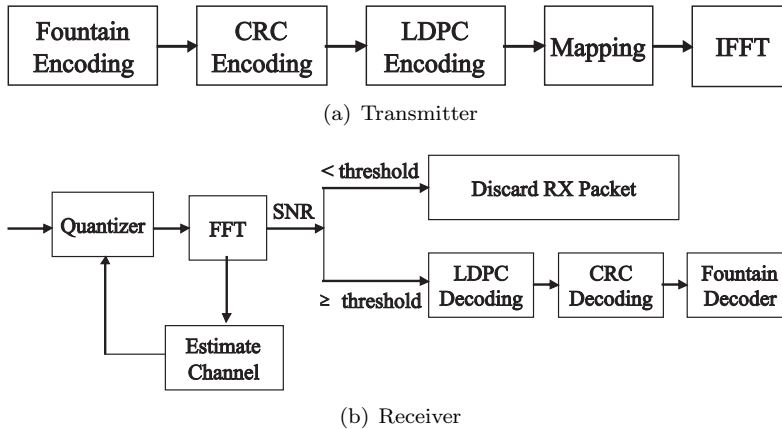 Fountain
Encoding
CRC
Encoding
LDPC
Encoding
Mapping
IFFT
(a) Transmitter
Quantizer
FFT
SNR
< threshold
Discard RX Packet
≥ threshold
LDPC
Decoding
CRC
Decoding
Fountain
Decoder
Estimate
Channel
(b) Receiver